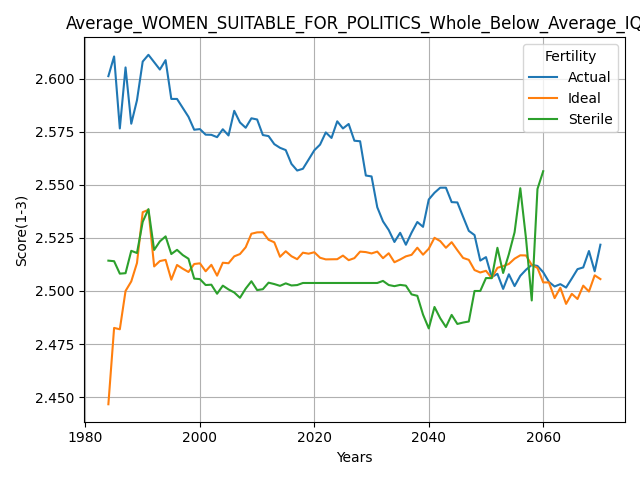 Average_WOMEN_SUITABLE_FOR_POLITICS_Whole_Below_Average_IQ
Fertility
Actual
Ideal
Sterile
Score(1-3)
2.600
2.575
2.550
2.525
2.500
2.475
2.450
1980 2000 2020 2040 2060
Years